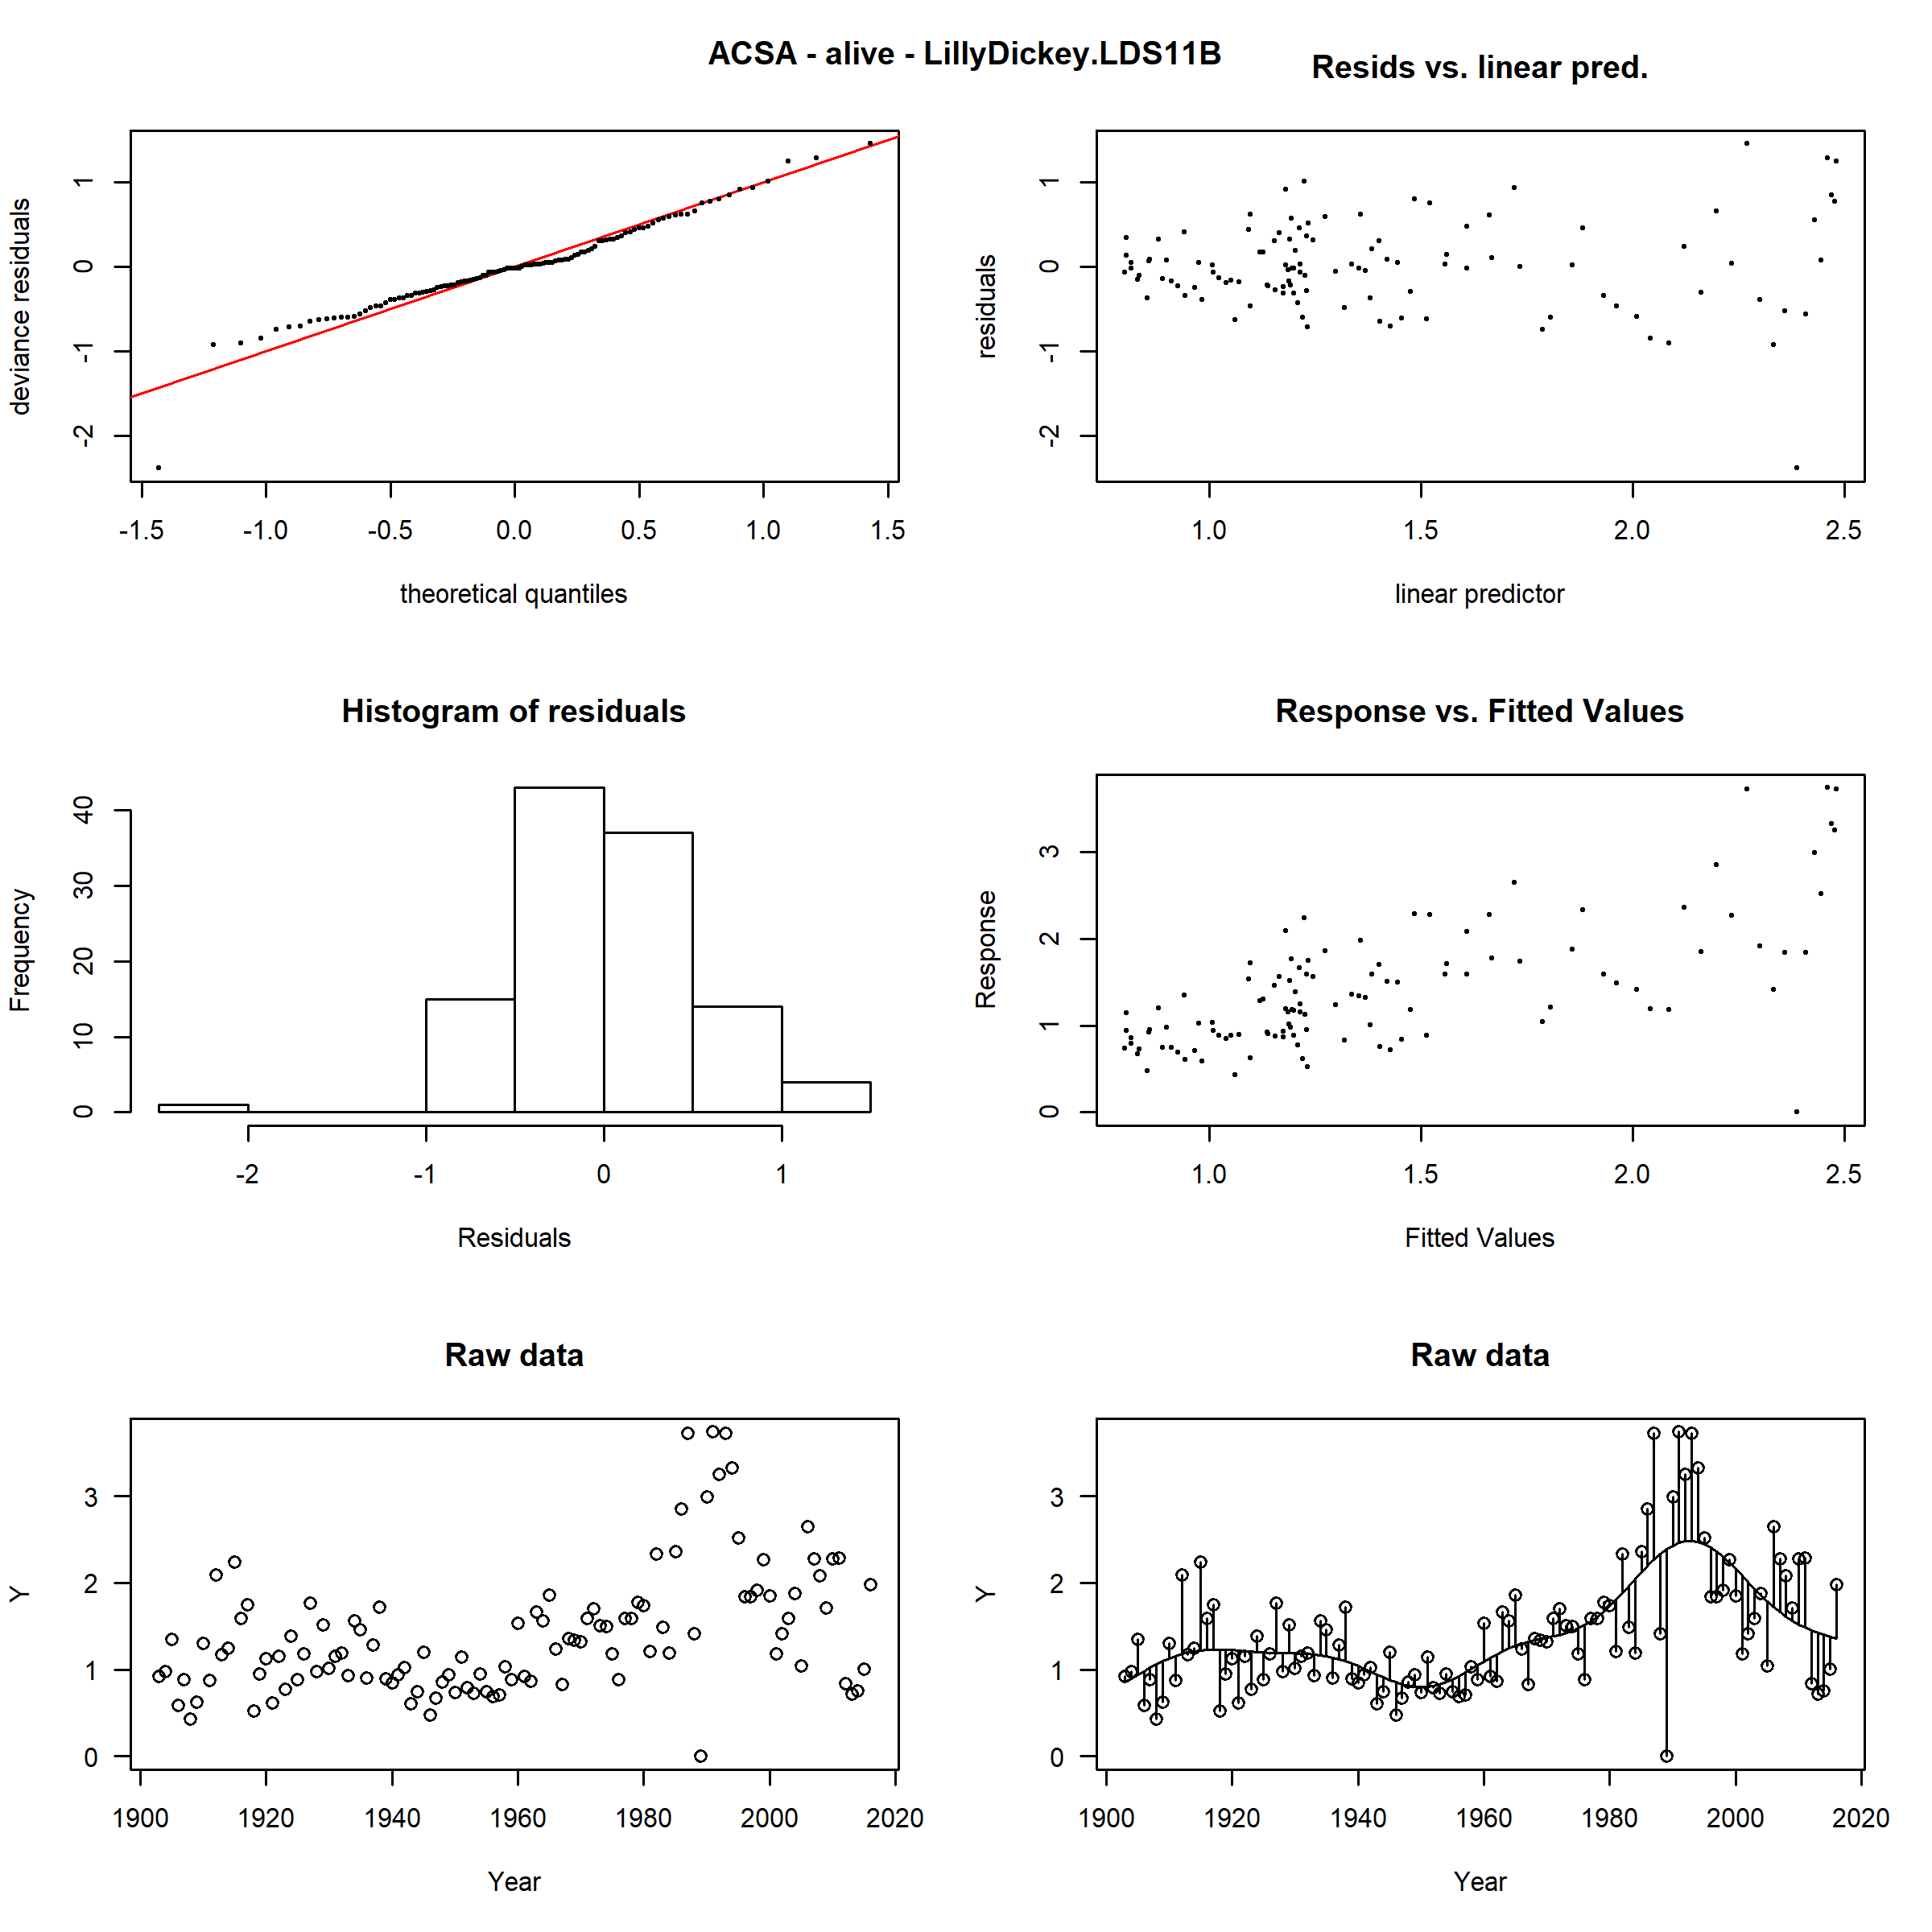 ACSA - alive - LillyDickey.LDS11B
Resids vs. linear pred.
deviance residuals
-2 -1 0 1
-1.5 -1.0 -0.5 0.0 0.5 1.0 1.5
theoretical quantiles
residuals
-2 -1 0 1
1.0 1.5 2.0 2.5
linear predictor
Histogram of residuals
Frequency
0 10 20 30 40
-2 -1 0 1
Residuals
Response vs. Fitted Values
Response
0 1 2 3
1.0 1.5 2.0 2.5
Fitted Values
Raw data
Y
0 1 2 3
1900 1920 1940 1960 1980 2000 2020
Year
Raw data
Y
0 1 2 3
1900 1920 1940 1960 1980 2000 2020
Year